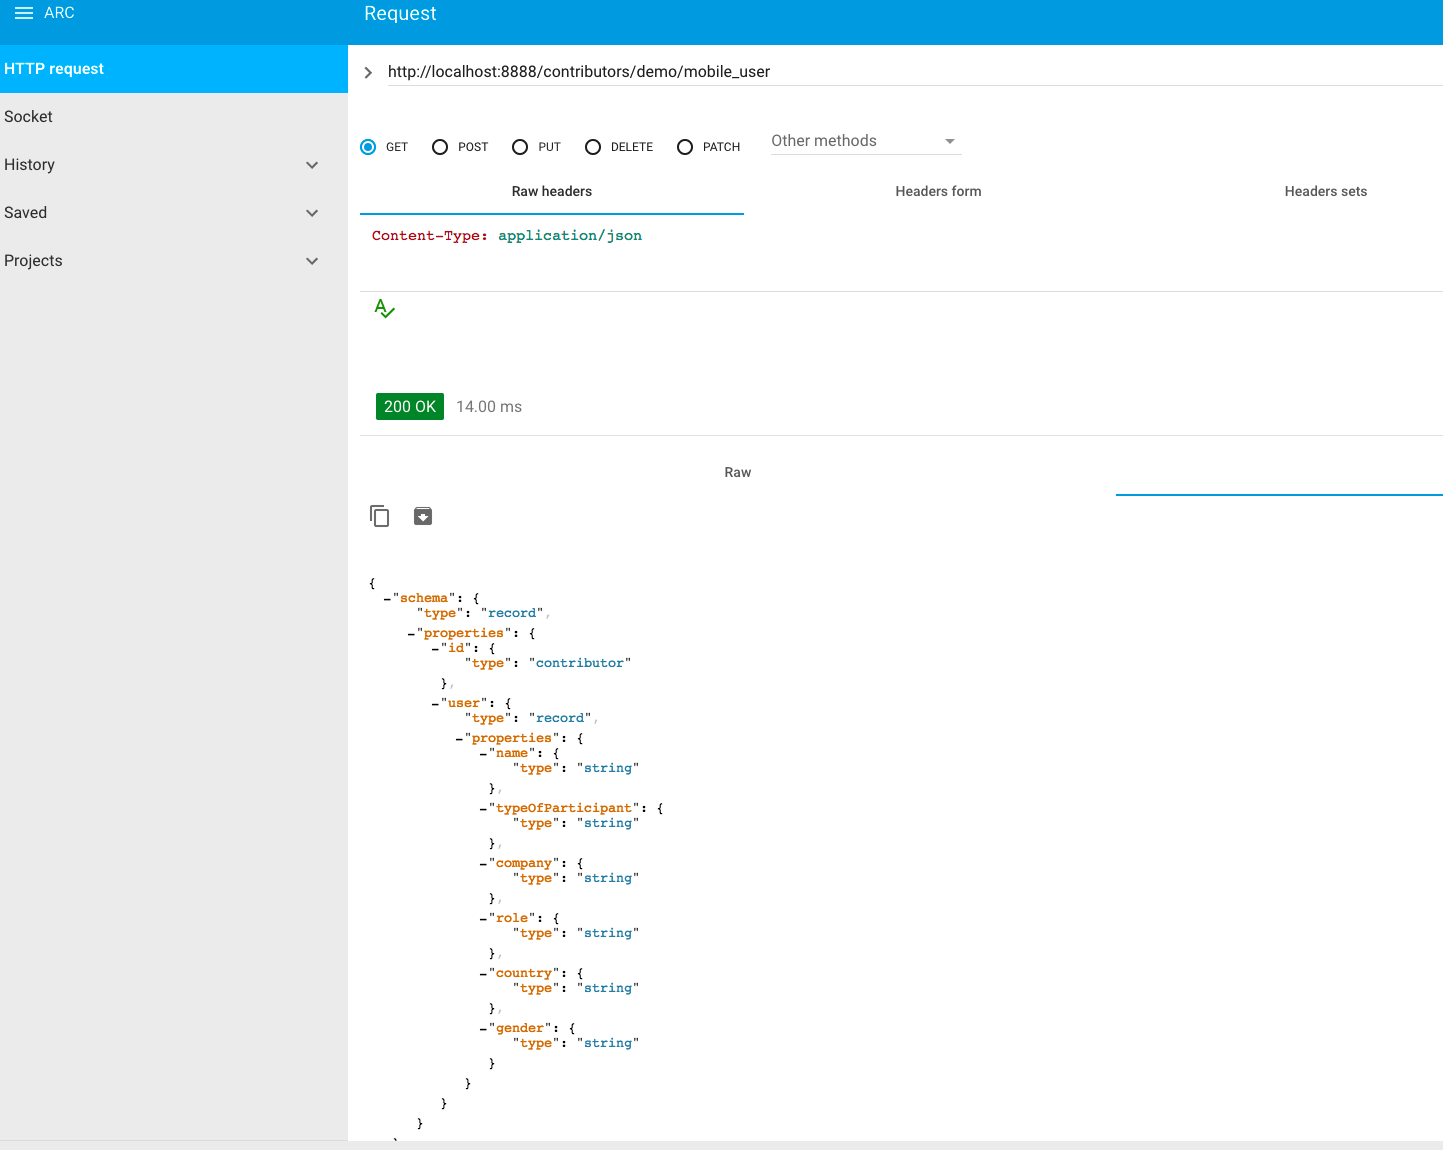 ARC
Request
HTTP request
http://localhost:8888/contributors/demo/mobile_user
Socket
GET POST PUT DELETE PATCH Other methods
History
Raw headers Headers form Headers sets
Saved
Content-Type: application/json
Projects
200 OK 14.00 ms
Raw
{
-"schema": {
"type": "record",
-"properties": {
-"id": {
"type": "contributor"
},
-"user": {
"type": "record",
-"properties": {
-"name": {
"type": "string"
},
-"typeOfParticipant": {
"type": "string"
},
-"company": {
"type": "string"
},
-"role": {
"type": "string"
},
-"country": {
"type": "string"
},
-"gender": {
"type": "string"
}
}
}
}